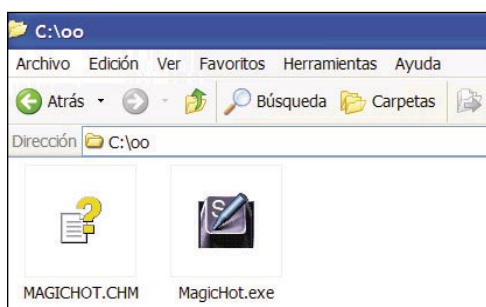 C:\oo
Archivo Edición Ver Favoritos Herramientas Ayuda
Atrás Búsqueda Carpetas
Dirección C:\oo
S
MAGICHOT.CHM MagicHot.exe